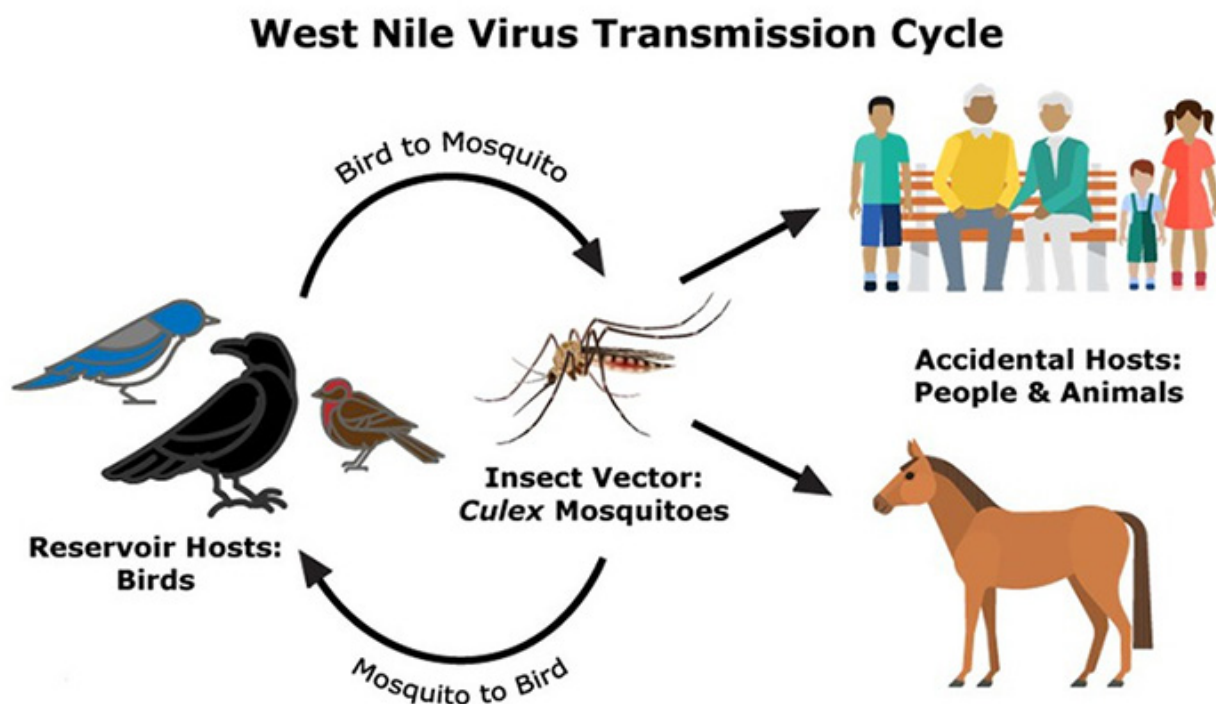 West Nile Virus Transmission Cycle
Bird to Mosquito
Accidental Hosts:
People & Animals
Insect Vector:
Culex Mosquitoes
Reservoir Hosts:
Birds
Mosquito to Bird